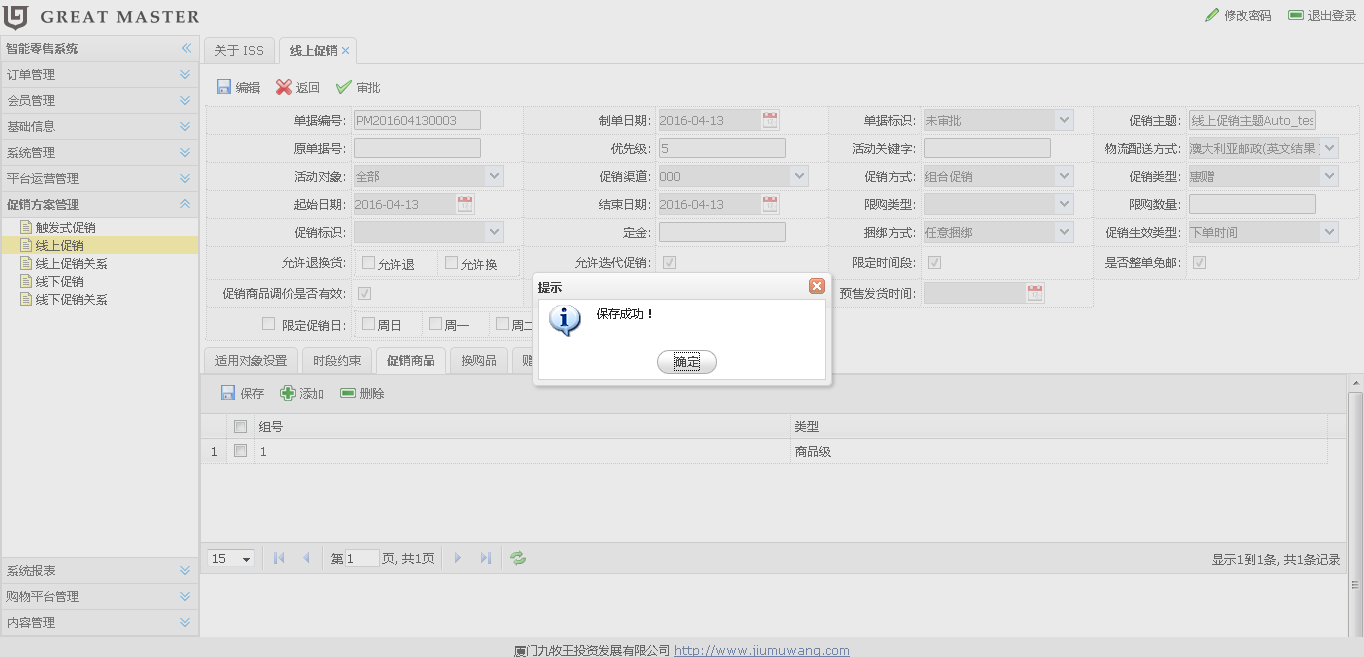 GREAT MASTER
修改密码 退出登录
智能零售系统
订单管理
会员管理
基础信息
系统管理
平台运营管理
促销方案管理
触发式促销
线上促销
线上促销关系
线下促销
线下促销关系
系统报表
购物平台管理
内容管理
关于 ISS 线上促销
编辑 返回 审批
单据编号: PM201604130003 制单日期: 2016-04-13 单据标识: 未审批 促销主题: 线上促销主题Auto_tes
原单据号: 优先级: 5 活动关键字: 物流配送方式: 澳大利亚邮政(英文结果
活动对象: 全部 促销渠道: 000 促销方式: 组合促销 促销类型: 惠赠
起始日期: 2016-04-13 结束日期: 2016-04-13 限购类型: 限购数量:
促销标识: 定金: 捆绑方式: 任意捆绑 促销生效类型: 下单时间
允许退换货: 允许退 允许换 允许迭代促销: 限定时间段: 是否整单免邮:
促销商品调价是否有效: 预售发货时间:
限定促销日: 周日 周一 周二
提示
保存成功！
确定
适用对象设置 时段约束 促销商品 换购品 赠
保存 添加 删除
组号 类型
1 1 商品级
15 第 1 页, 共1页 显示1到1条, 共1条记录
厦门九牧王投资发展有限公司 http://www.jiumuwang.com